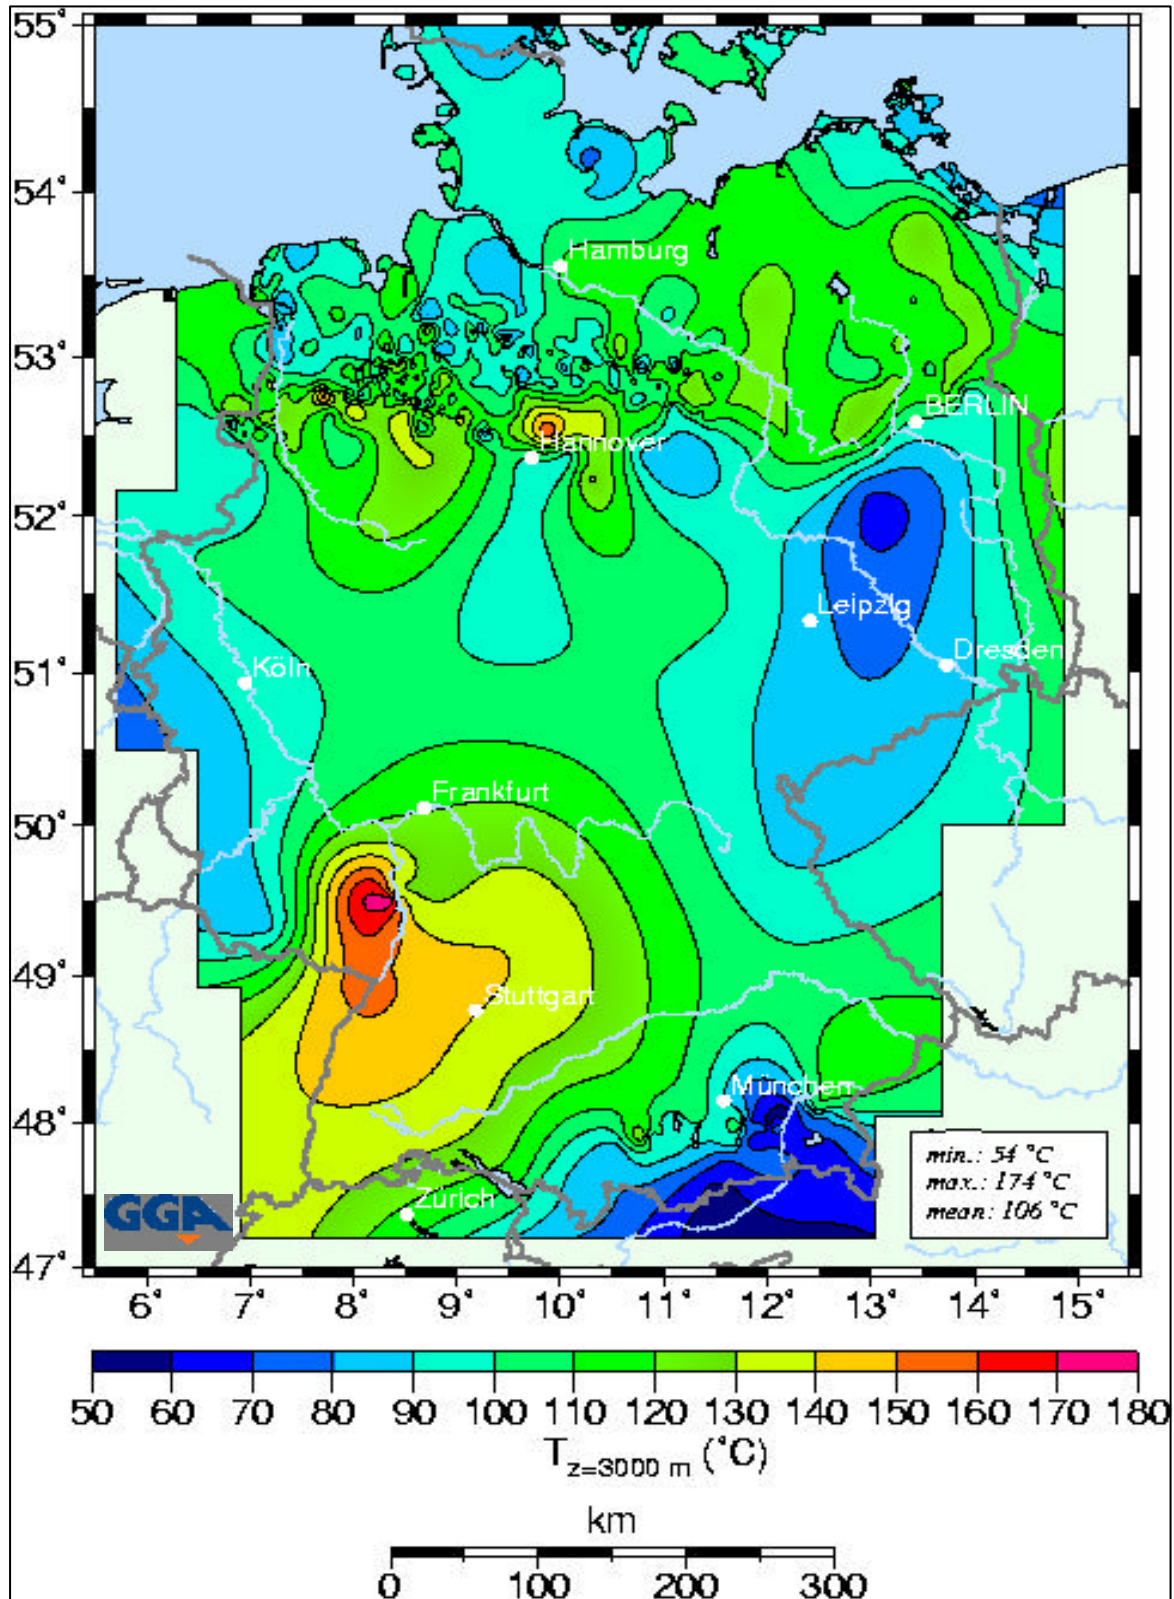 55°
54°
53°
52°
51°
50°
49°
48°
47°
Hamburg
BERLIN
Hannover
Leipzig
Dresden
Köln
Frankfurt
Stuttgart
München
Zürich
GGA
min.: 54 °C
max.: 174 °C
mean: 106 °C
6° 7° 8° 9° 10° 11° 12° 13° 14° 15°
50 60 70 80 90 100 110 120 130 140 150 160 170 180
T z=3000 m (°C)
km
0 100 200 300